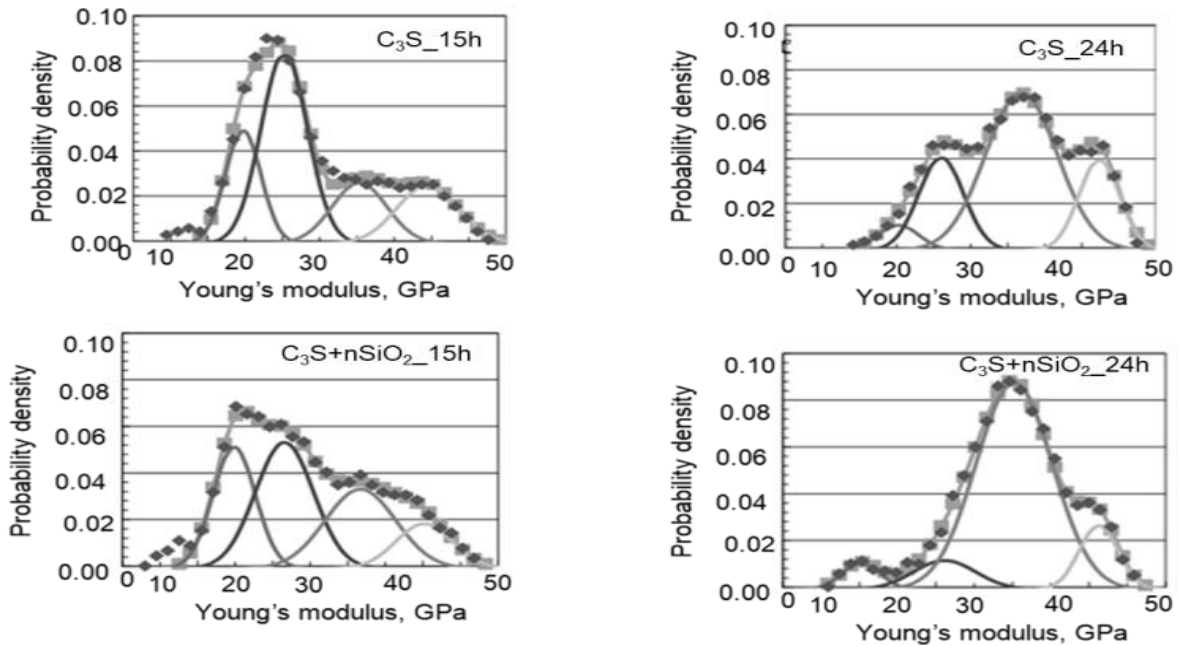 C₃S_15h
Probability density
0.10
0.08
0.06
0.04
0.02
0.00
0 10 20 30 40 50
Young's modulus, GPa
C₃S_24h
Probability density
0.10
0.08
0.06
0.04
0.02
0.00
0 10 20 30 40 50
Young's modulus, GPa
C₃S+nSiO₂_15h
Probability density
0.10
0.08
0.06
0.04
0.02
0.00
0 10 20 30 40 50
Young's modulus, GPa
C₃S+nSiO₂_24h
Probability density
0.10
0.08
0.06
0.04
0.02
0.00
0 10 20 30 40 50
Young's modulus, GPa